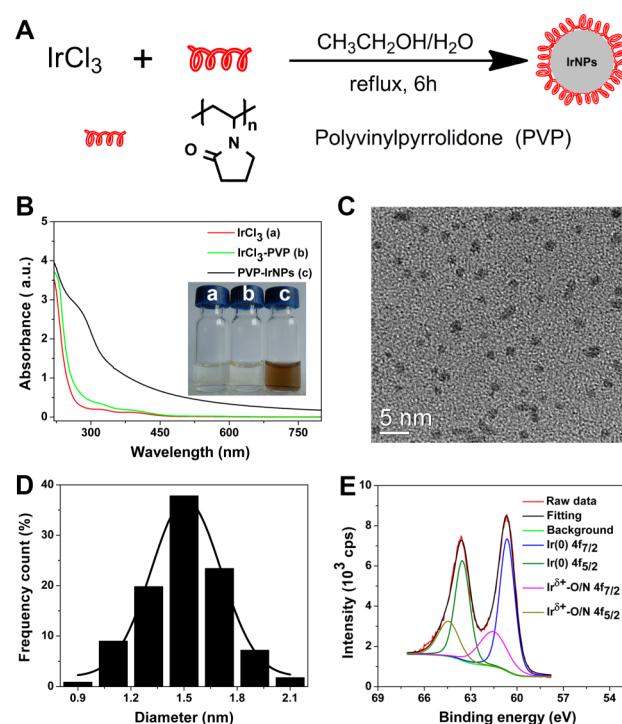 A
IrCl₃ + CH₃CH₂OH/H₂O
reflux, 6h
IrNPs
n
N
O
Polyvinylpyrrolidone (PVP)
B
IrCl₃ (a)
IrCl₃-PVP (b)
PVP-IrNPs (c)
a b c
Absorbance ( a.u.)
5
4
3
2
1
0
300 450 600 750
Wavelength (nm)
C
5 nm
D
Frequency count (%)
40
30
20
10
0
0.9 1.2 1.5 1.8 2.1
Diameter (nm)
E
Raw data
Fitting
Background
Ir(0) 4f₇/₂
Ir(0) 4f₅/₂
Irᵟ⁺-O/N 4f₇/₂
Irᵟ⁺-O/N 4f₅/₂
Intensity (10³ cps)
10
8
6
4
2
0
69 66 63 60 57 54
Binding energy (eV)